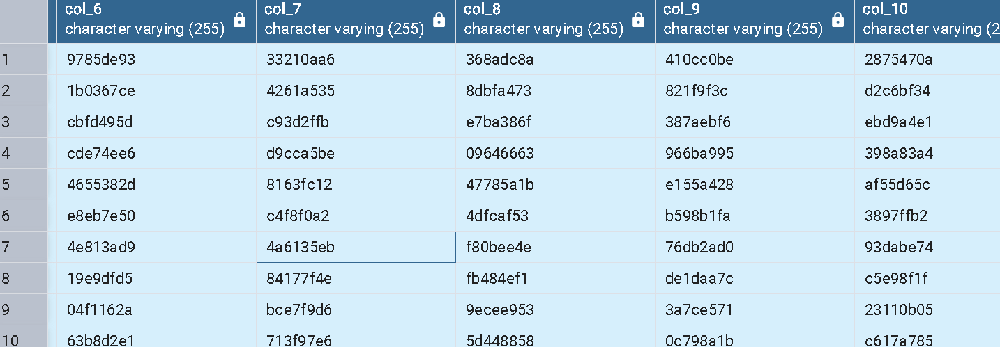 col_6 col_7 col_8 col_9 col_10
character varying (255) character varying (255) character varying (255) character varying (255) character varying (2
1 9785de93 33210aa6 368adc8a 410cc0be 2875470a
2 1b0367ce 4261a535 8dbfa473 821f9f3c d2c6bf34
3 cbfd495d c93d2ffb e7ba386f 387aebf6 ebd9a4e1
4 cde74ee6 d9cca5be 09646663 966ba995 398a83a4
5 4655382d 8163fc12 47785a1b e155a428 af55d65c
6 e8eb7e50 c4f8f0a2 4dfcaf53 b598b1fa 3897ffb2
7 4e813ad9 4a6135eb f80bee4e 76db2ad0 93dabe74
8 19e9dfd5 84177f4e fb484ef1 de1daa7c c5e98f1f
9 04f1162a bce7f9d6 9ecee953 3a7ce571 23110b05
10 63b8d2e1 713f97e6 5d448858 0c798a1b c617a785